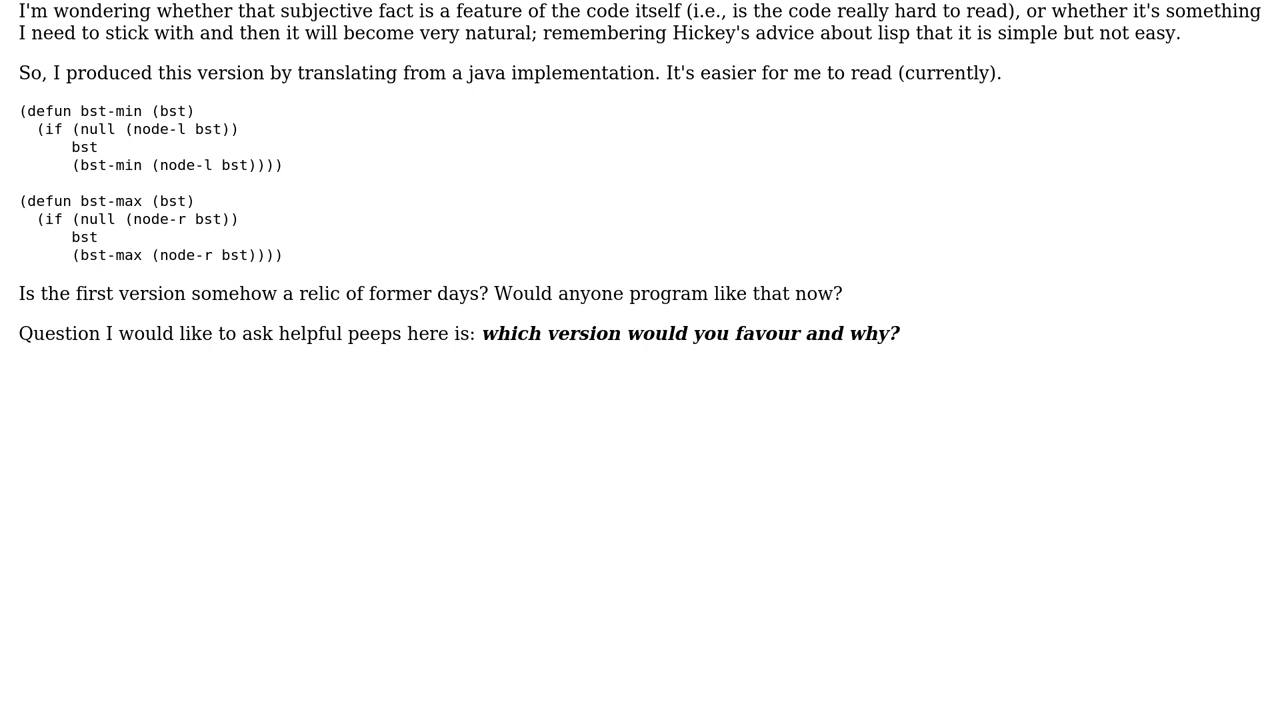 I'm wondering whether that subjective fact is a feature of the code itself (i.e., is the code really hard to read), or whether it's something
I need to stick with and then it will become very natural; remembering Hickey's advice about lisp that it is simple but not easy.
So, I produced this version by translating from a java implementation. It's easier for me to read (currently).
(defun bst-min (bst)
  (if (null (node-l bst))
      bst
      (bst-min (node-l bst))))
(defun bst-max (bst)
  (if (null (node-r bst))
      bst
      (bst-max (node-r bst))))
Is the first version somehow a relic of former days? Would anyone program like that now?
Question I would like to ask helpful peeps here is: which version would you favour and why?